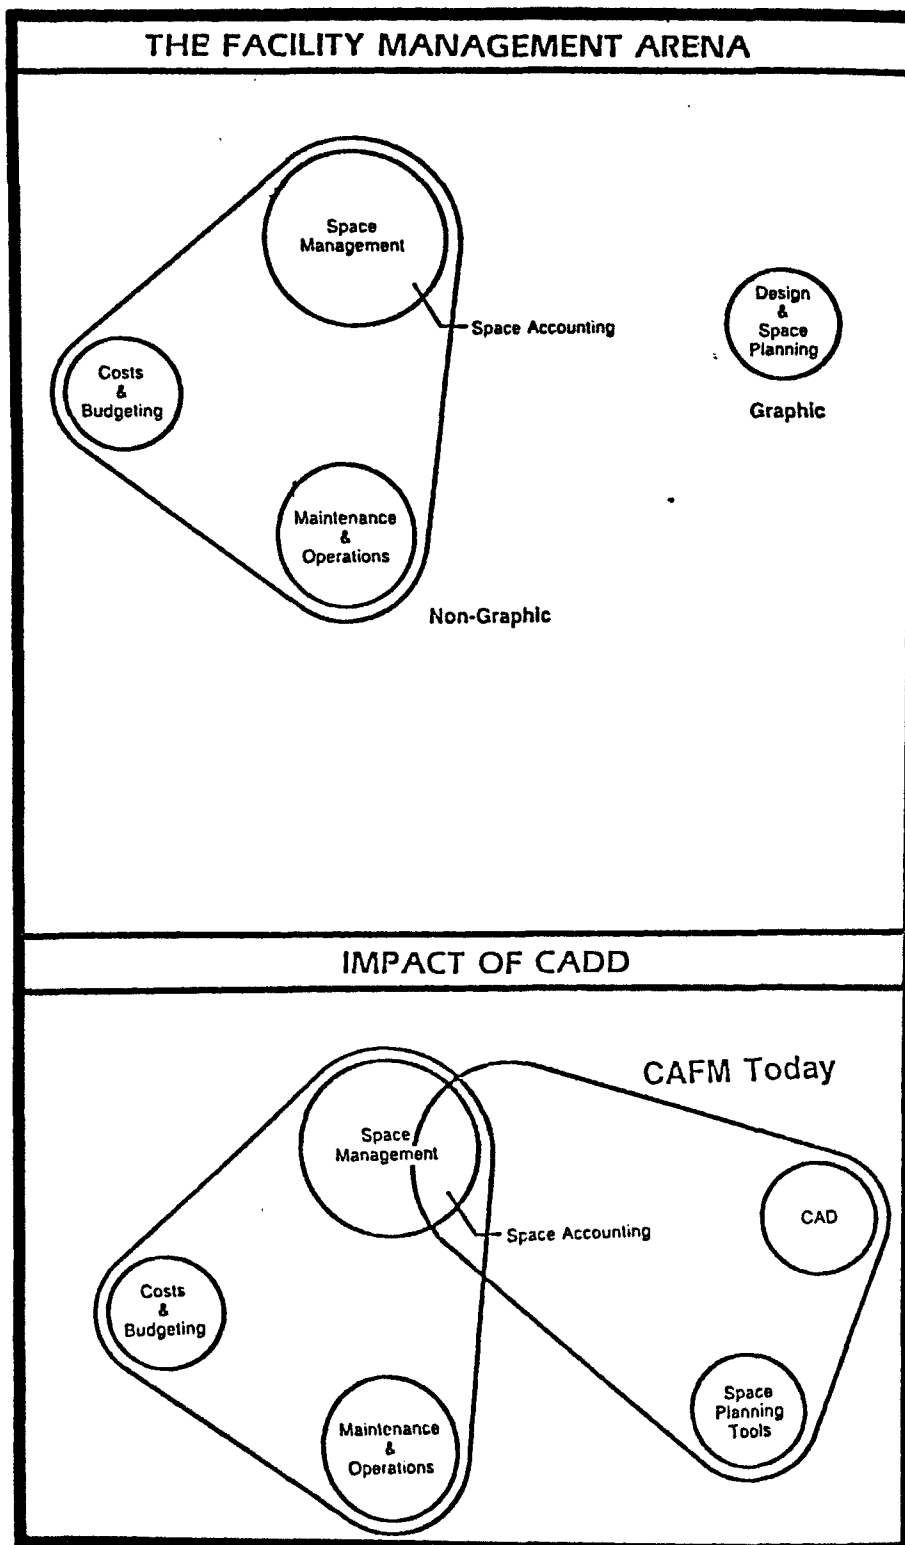 THE FACILITY MANAGEMENT ARENA
Space
Management
Space Accounting
Design
&
Space
Planning
Graphic
Costs
&
Budgeting
Maintenance
&
Operations
Non-Graphic
IMPACT OF CADD
CAFM Today
Space
Management
Space Accounting
CAD
Costs
&
Budgeting
Space
Planning
Tools
Maintenance
&
Operations